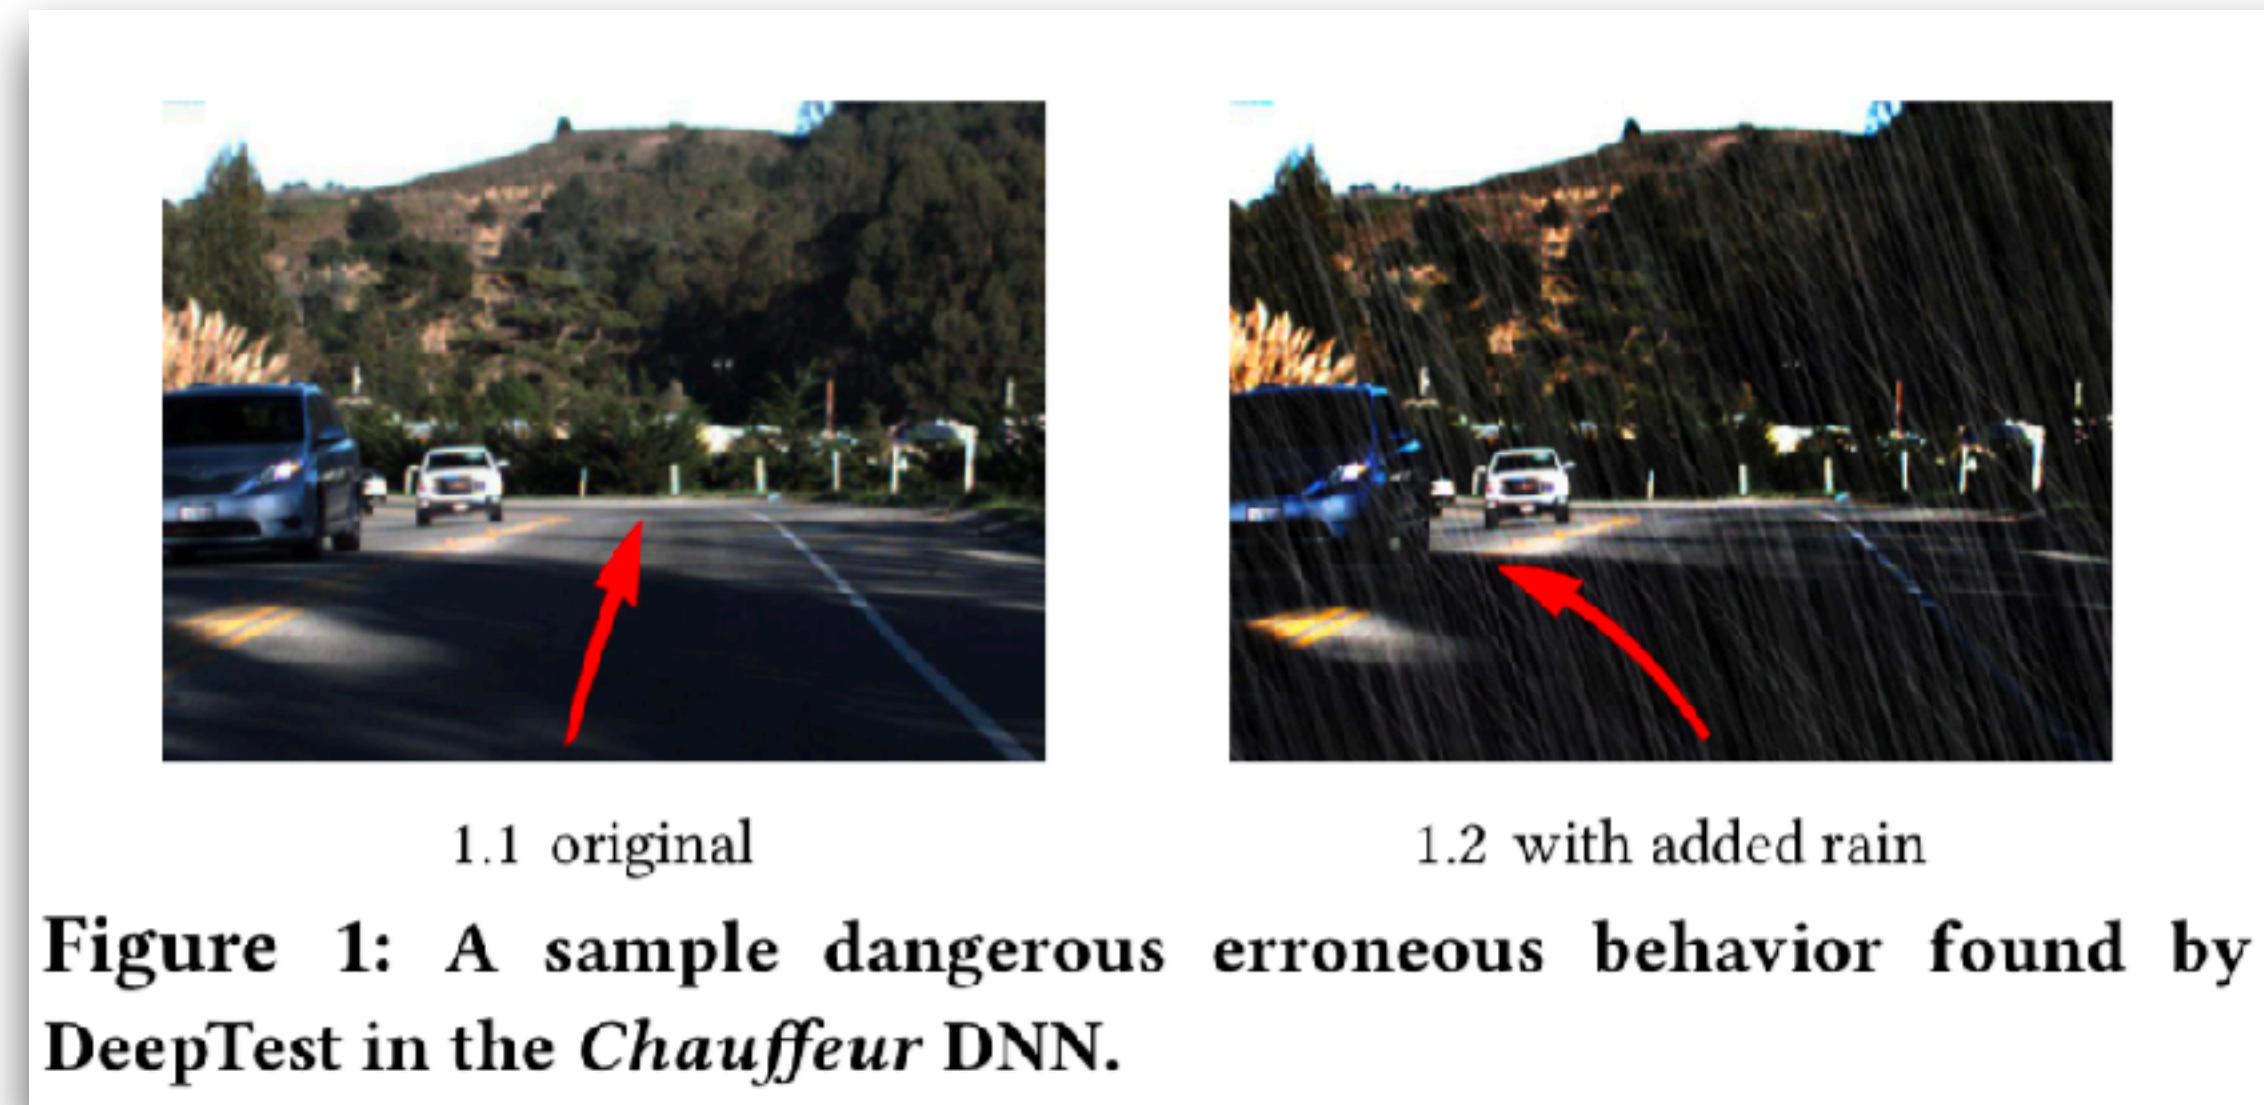 1.1 original
1.2 with added rain
Figure 1: A sample dangerous erroneous behavior found by
DeepTest in the Chauffeur DNN.